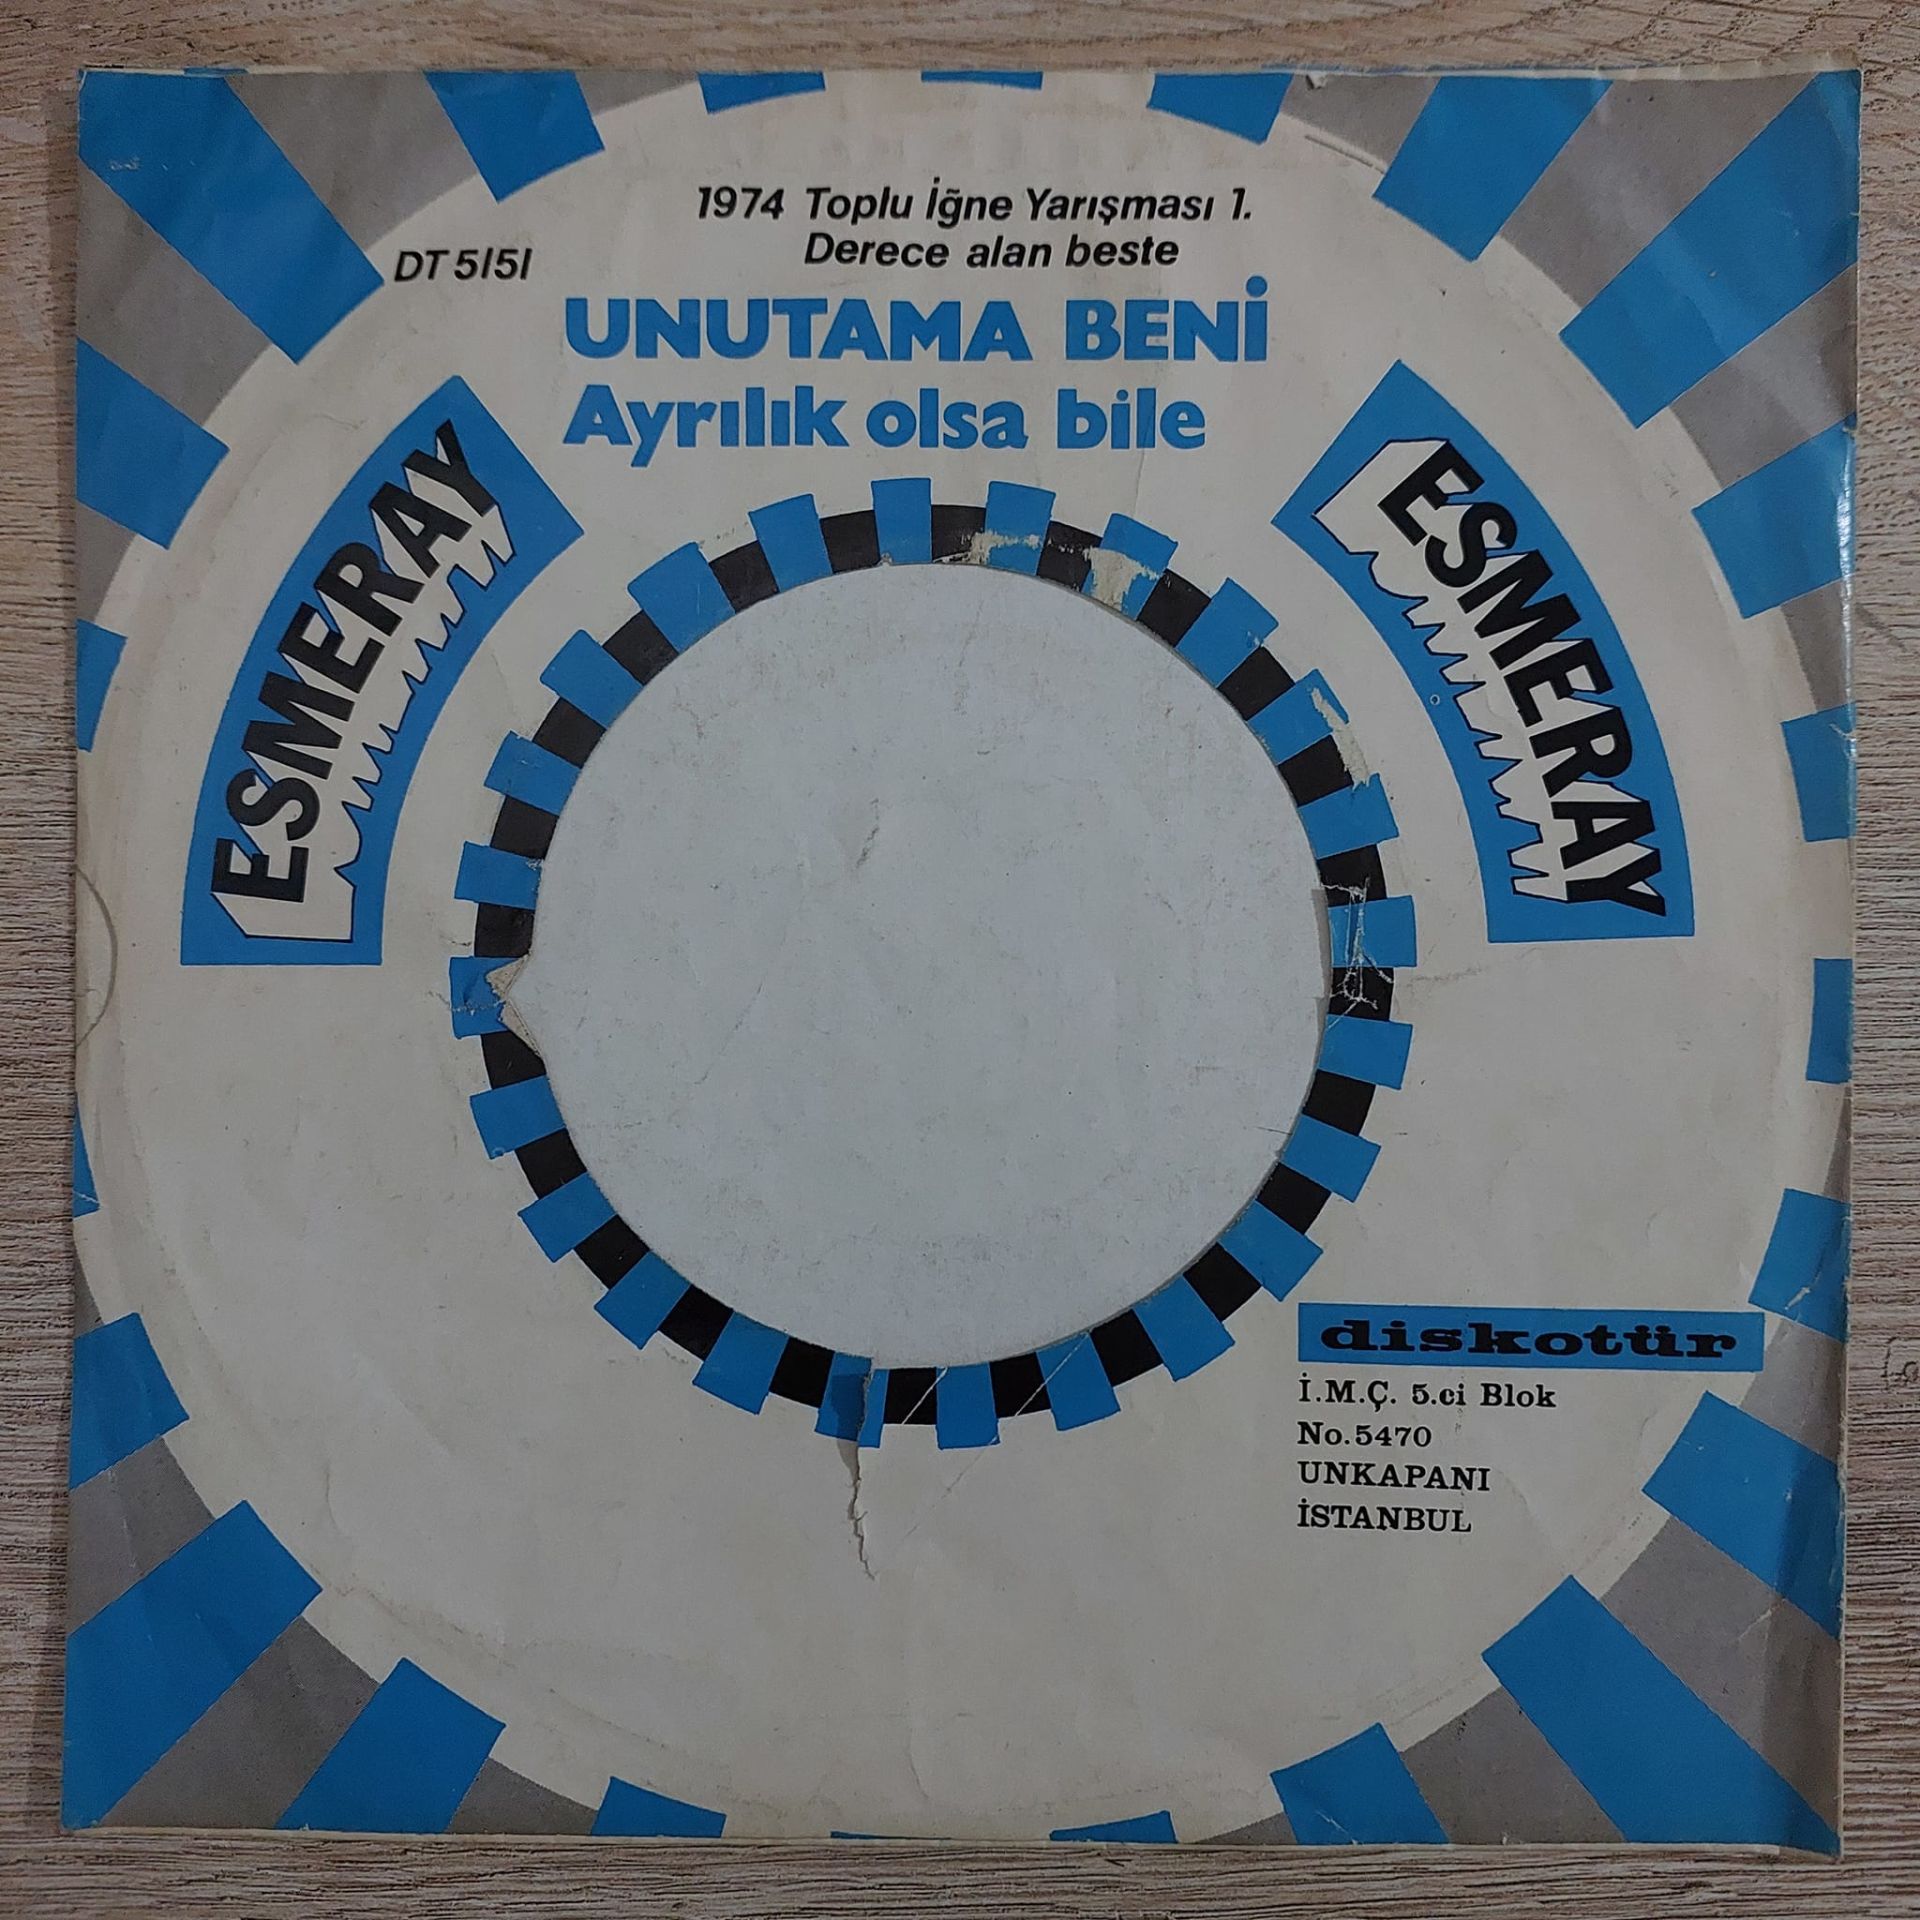 1974 Toplu İğne Yarışması 1.
Derece alan beste
DT 5151
UNUTAMA BENİ
Ayrılık olsa bile
ESMERAY
ESMERAY
diskotür
İ.M.Ç. 5.ci Blok
No.5470
UNKAPANI
İSTANBUL